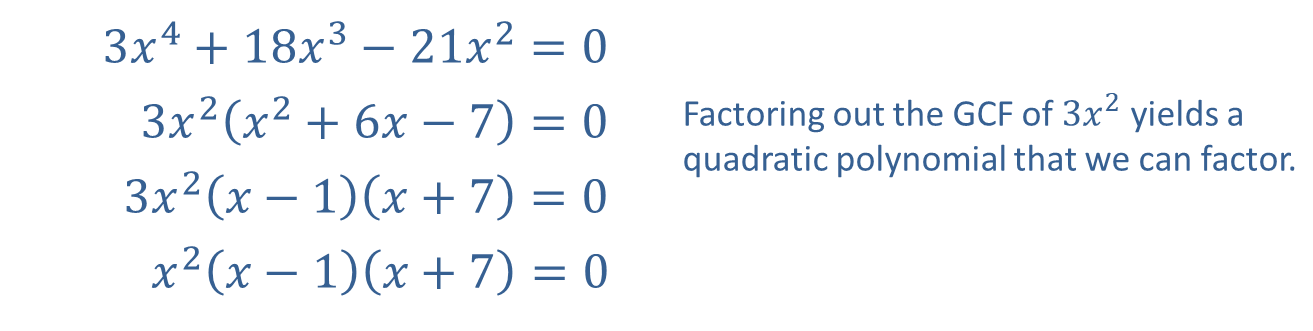 3x⁴ + 18x³ − 21x² = 0
3x²(x² + 6x − 7) = 0
Factoring out the GCF of 3x² yields a
quadratic polynomial that we can factor.
3x²(x − 1)(x + 7) = 0
x²(x − 1)(x + 7) = 0